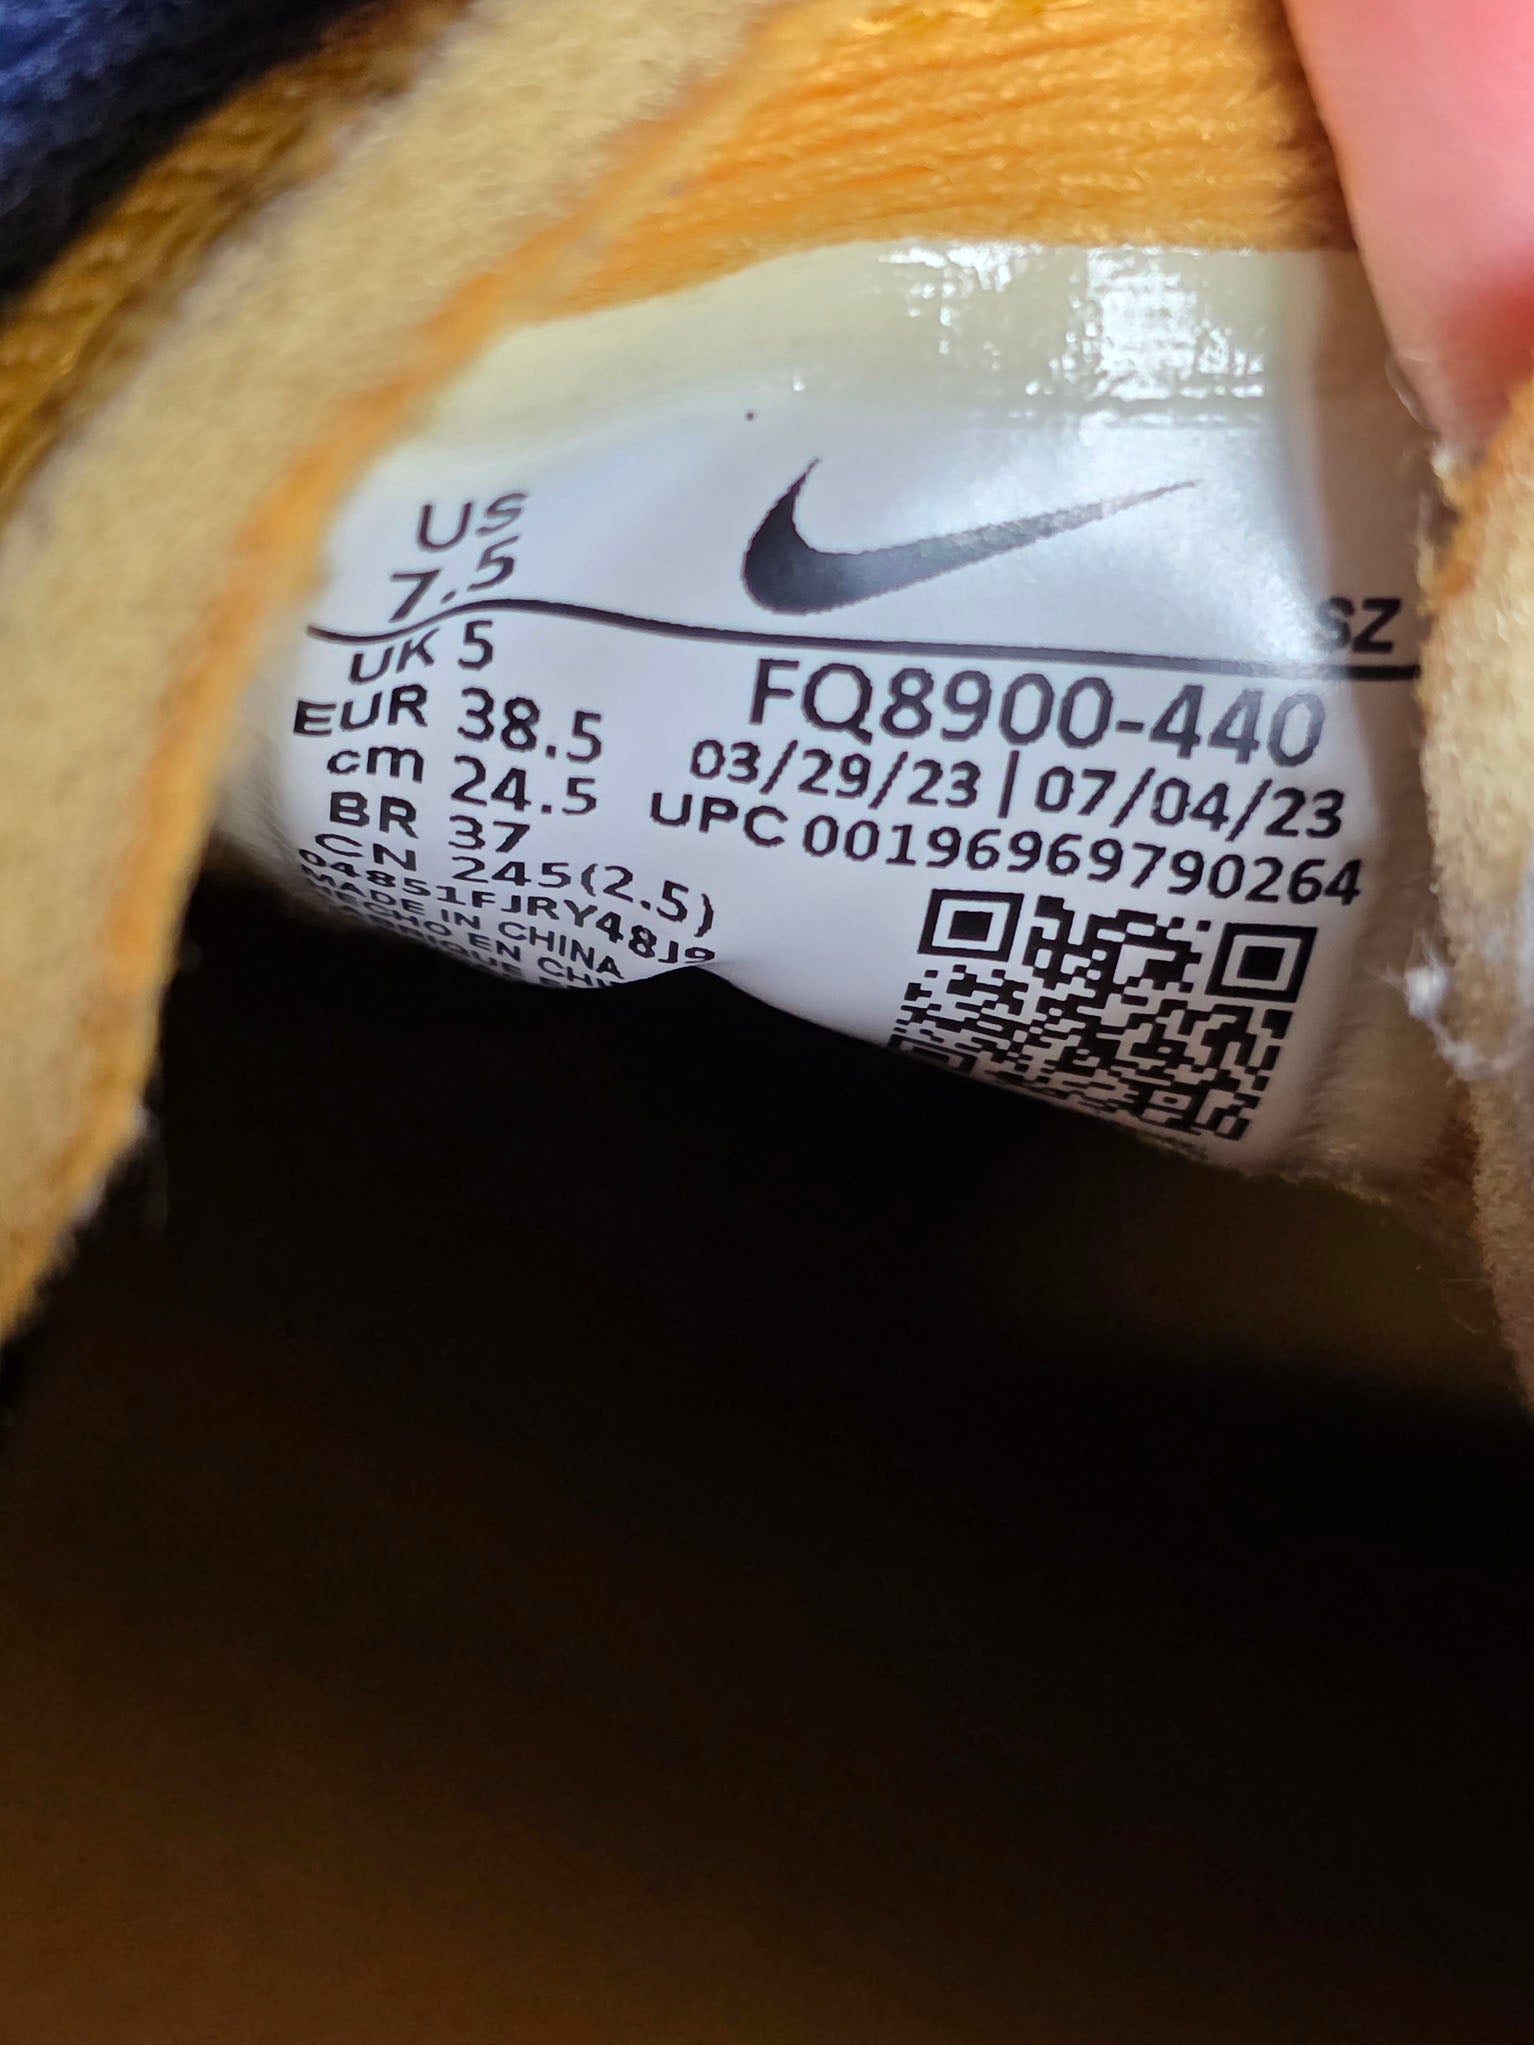 US
7.5
SZ
UK 5
EUR 38.5
cm 24.5
BR 37
CN 245(2.5)
04851FJRY48J9
MADE IN CHINA
EN
FQ8900-440
03/29/23 | 07/04/23
UPC 00196969790264